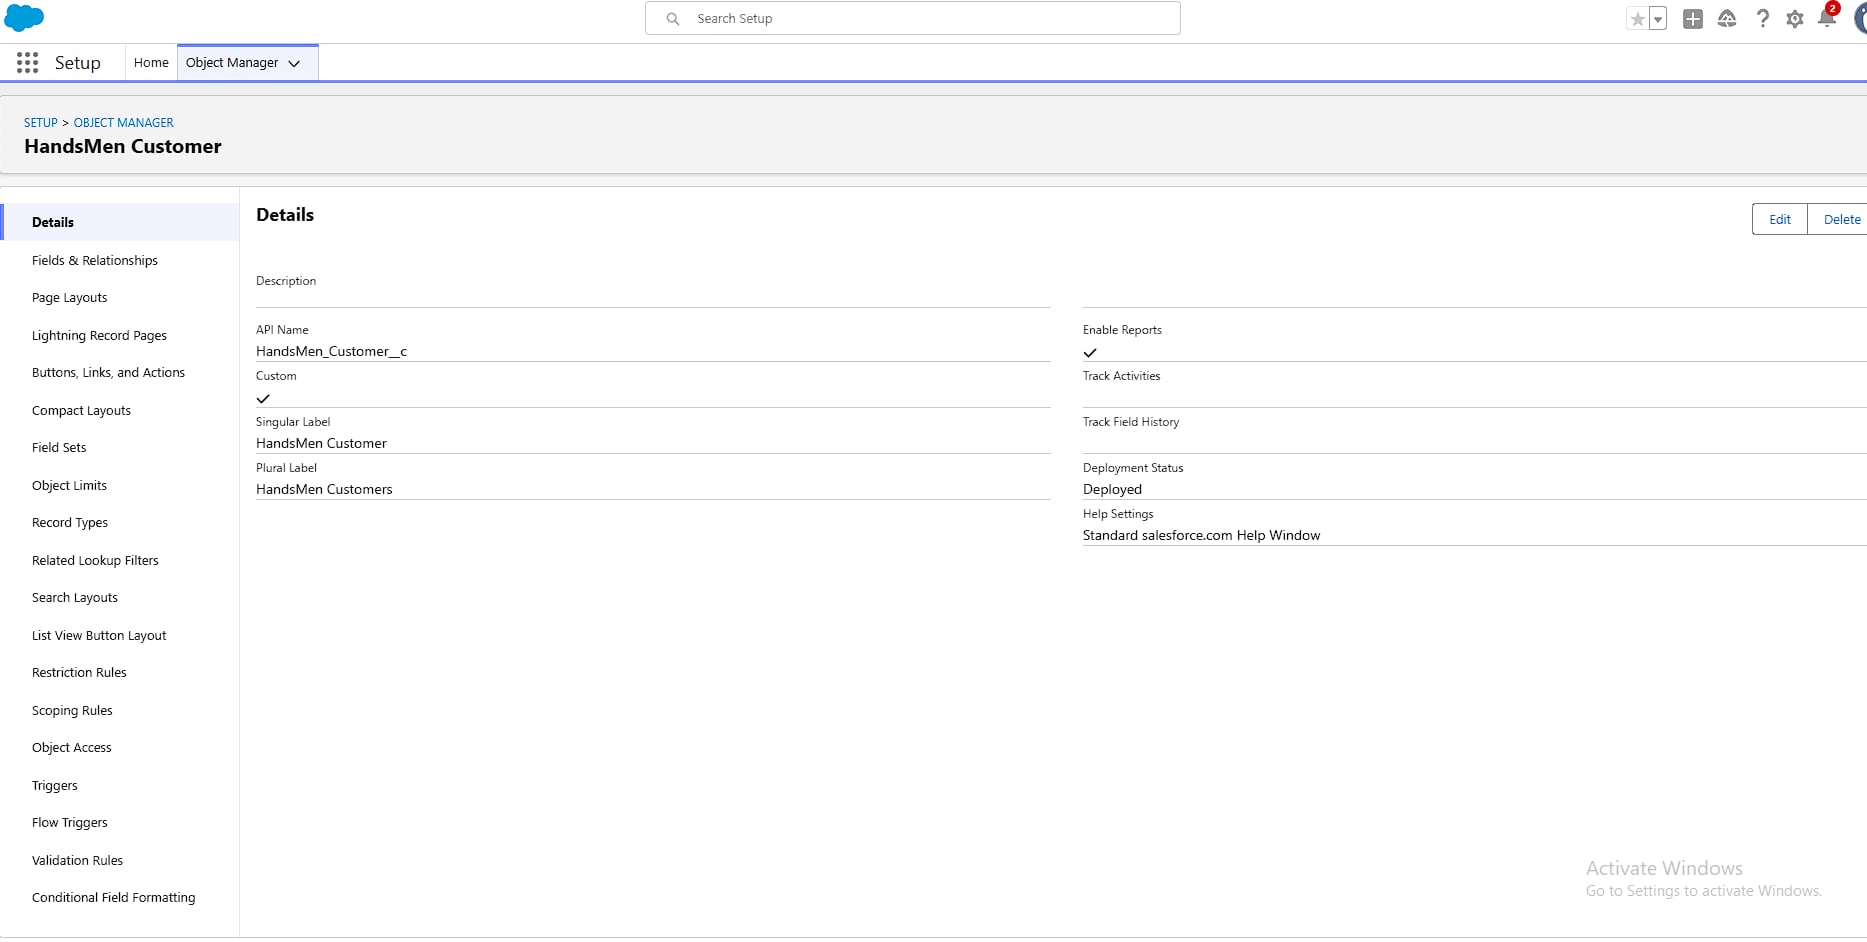 Search Setup
2
Setup
Home
Object Manager
SETUP > OBJECT MANAGER
HandsMen Customer
Details
Fields & Relationships
Page Layouts
Lightning Record Pages
Buttons, Links, and Actions
Compact Layouts
Field Sets
Object Limits
Record Types
Related Lookup Filters
Search Layouts
List View Button Layout
Restriction Rules
Scoping Rules
Object Access
Triggers
Flow Triggers
Validation Rules
Conditional Field Formatting
Details
Edit
Delete
Description
API Name
HandsMen_Customer__c
Custom
Singular Label
HandsMen Customer
Plural Label
HandsMen Customers
Enable Reports
Track Activities
Track Field History
Deployment Status
Deployed
Help Settings
Standard salesforce.com Help Window
Activate Windows
Go to Settings to activate Windows.